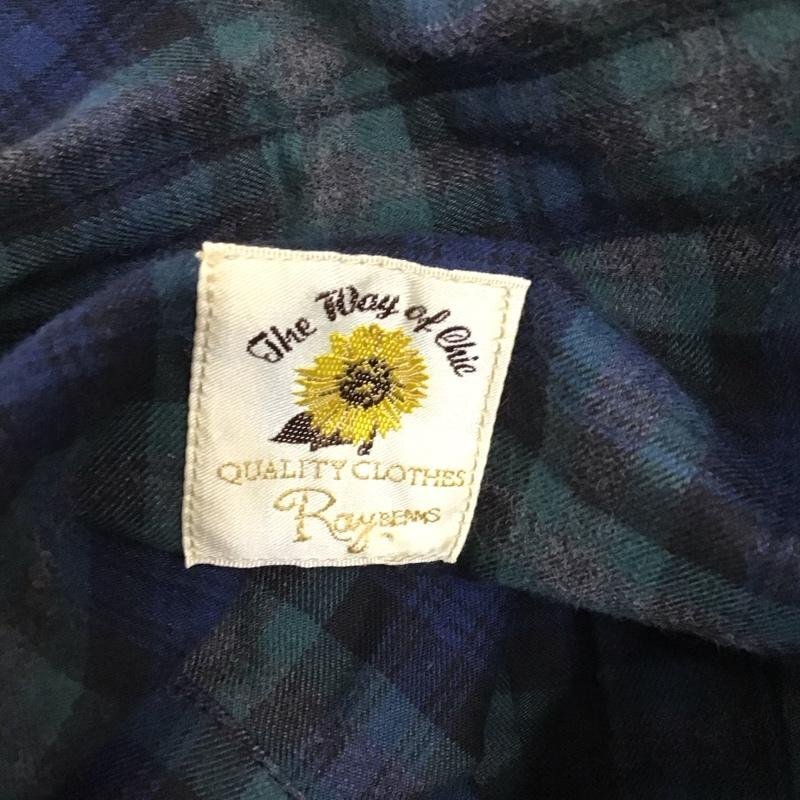 The Way of Chic
QUALITY CLOTHES
Ray BEAMS